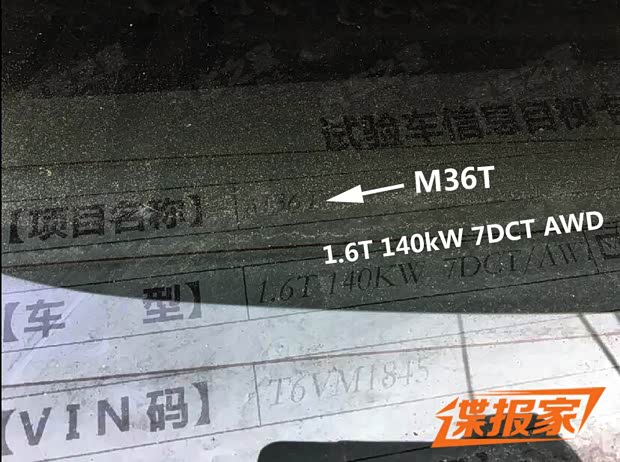 试验车信息目视卡
M36T
【项目名称】 M36T
1.6T 140kW 7DCT AWD
【车 型】 1.6T 140KW 7DCT/AW
【VIN码】 T6VM1845
谍报家